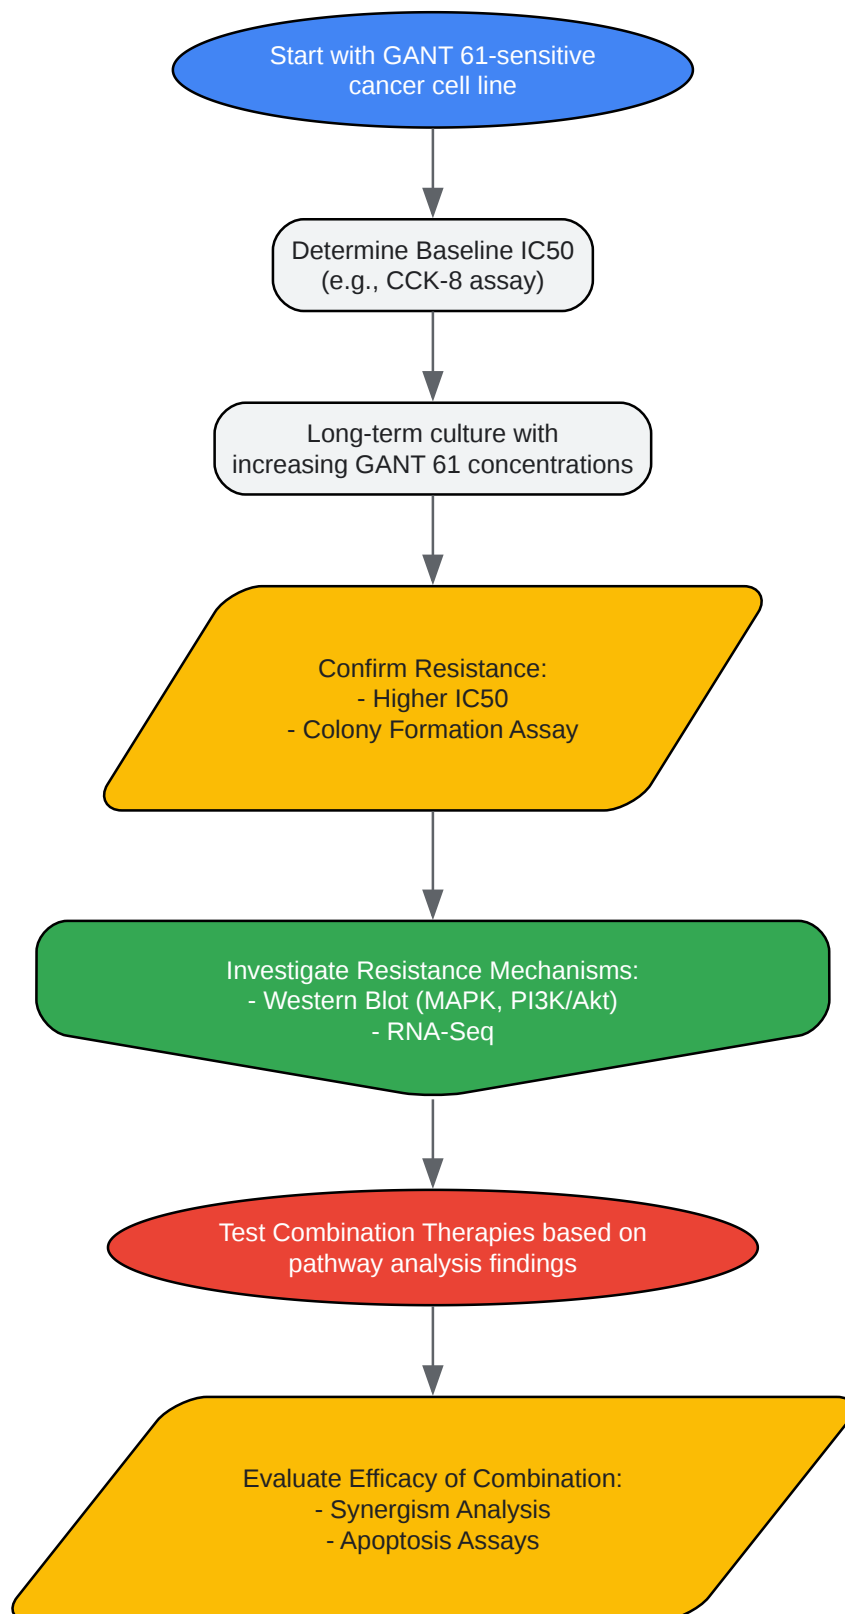 Start with GANT 61-sensitive
cancer cell line
Determine Baseline IC50
(e.g., CCK-8 assay)
Long-term culture with
increasing GANT 61 concentrations
Confirm Resistance:
- Higher IC50
- Colony Formation Assay
Investigate Resistance Mechanisms:
- Western Blot (MAPK, PI3K/Akt)
- RNA-Seq
Test Combination Therapies based on
pathway analysis findings
Evaluate Efficacy of Combination:
- Synergism Analysis
- Apoptosis Assays